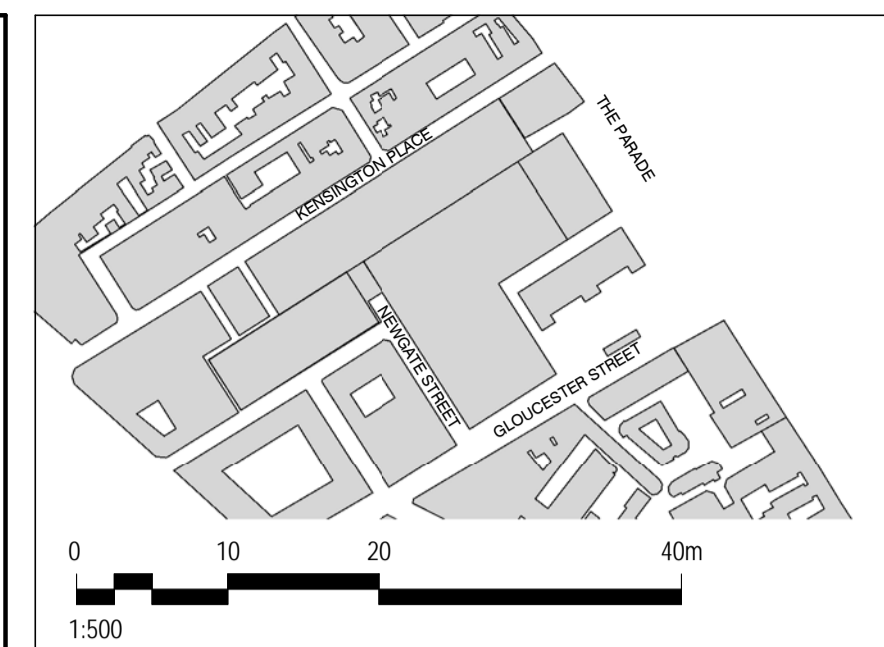 THE PARADE
KENSINGTON PLACE
NEWGATE STREET
GLOUCESTER STREET
0 10 20 40m
1:500